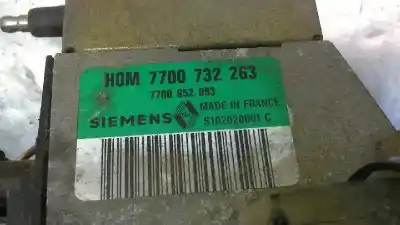 HOM 7700 732 263
7700 852 093
SIEMENS MADE IN FRANCE
S102020001 C